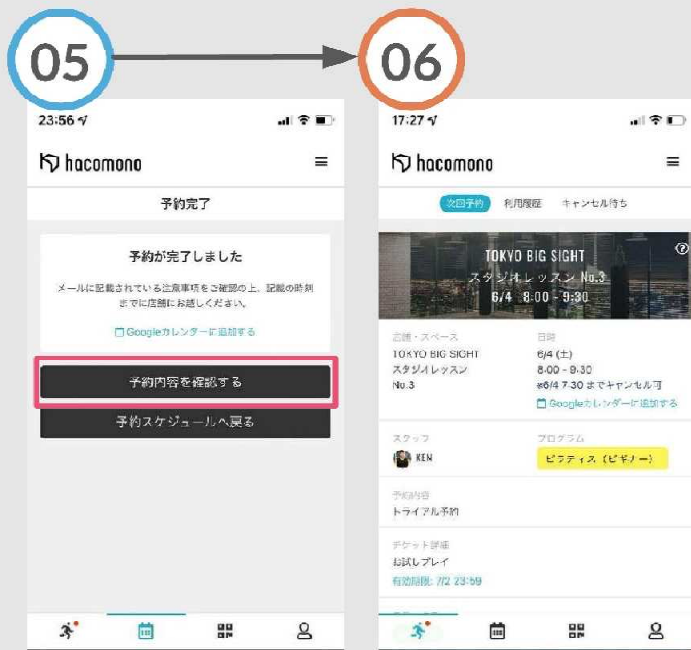 05
06
23:56
hacomono
予約完了
予約が完了しました
メールに記載されている注意事項をご確認の上、記載の時刻
までに店舗にお越しください。
Googleカレンダーに追加する
予約内容を確認する
予約スケジュールへ戻る
17:27
hacomono
次回予約 利用履歴 キャンセル待ち
TOKYO BIG SIGHT
スタジオレッスン No.3
6/4 8:00 - 9:30
店舗・スペース
TOKYO BIG SIGHT
スタジオレッスン
No.3
日時
6/4 (土)
8:00 - 9:30
※6/4 7:30 までキャンセル可
Googleカレンダーに追加する
スタッフ
KEN
プログラム
ピラティス（ビギナー）
予約内容
トライアル予約
チケット詳細
お試しプレイ
有効期限: 7/2 23:59